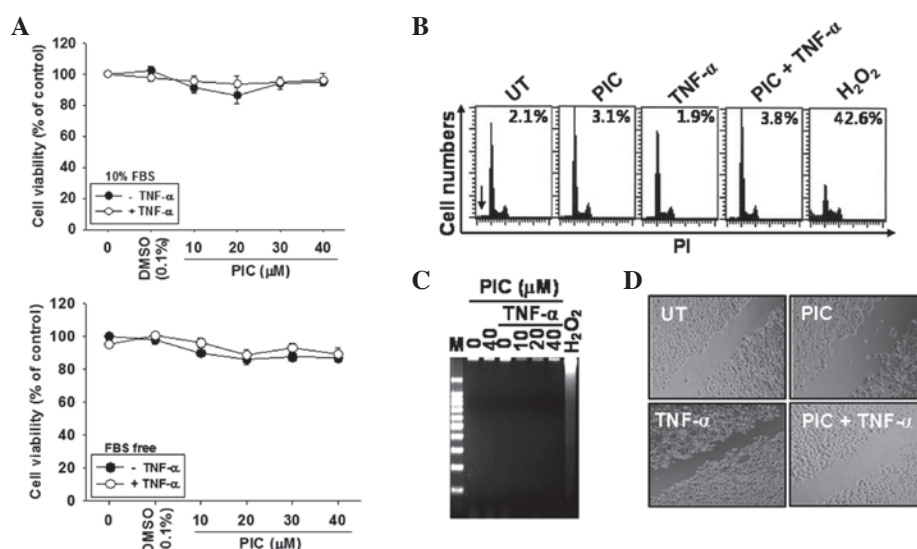 A
120
100
80
60
40
20
0
Cell viability (% of control)
10% FBS
- TNF-α
+ TNF-α
0
DMSO
(0.1%)
10
20
30
40
PIC (µM)
120
100
80
60
40
20
0
Cell viability (% of control)
FBS free
- TNF-α
+ TNF-α
0
DMSO
(0.1%)
10
20
30
40
PIC (µM)
B
UT
PIC
TNF-α
PIC + TNF-α
H2O2
2.1%
3.1%
1.9%
3.8%
42.6%
Cell numbers
PI
C
PIC (µM)
TNF-α
M
0
40
0
10
20
40
H2O2
D
UT
PIC
TNF-α
PIC + TNF-α